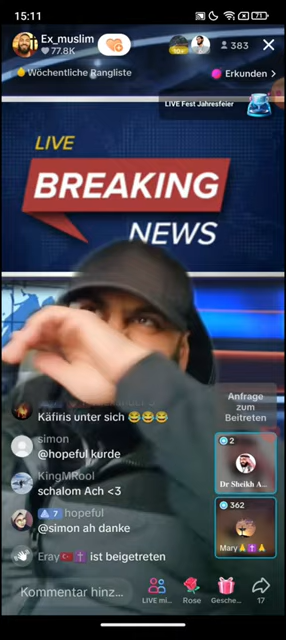 15:11
71
Ex_muslim
77.8K
383
Wöchentliche Rangliste
Erkunden >
LIVE Fest Jahresfeier
LIVE
BREAKING
NEWS
Anfrage
zum
Beitreten
Käfiris unter sich 😂😂😂
simon
@hopeful kurde
KingMRool
schalom Ach <3
7 hopeful
@simon ah danke
Eray🇹🇷✝️ ist beigetreten
2
Dr Sheikh A...
362
Mary🙏✝️🙏
Kommentar hinz...
LIVE mi...
Rose
Gesche...
17